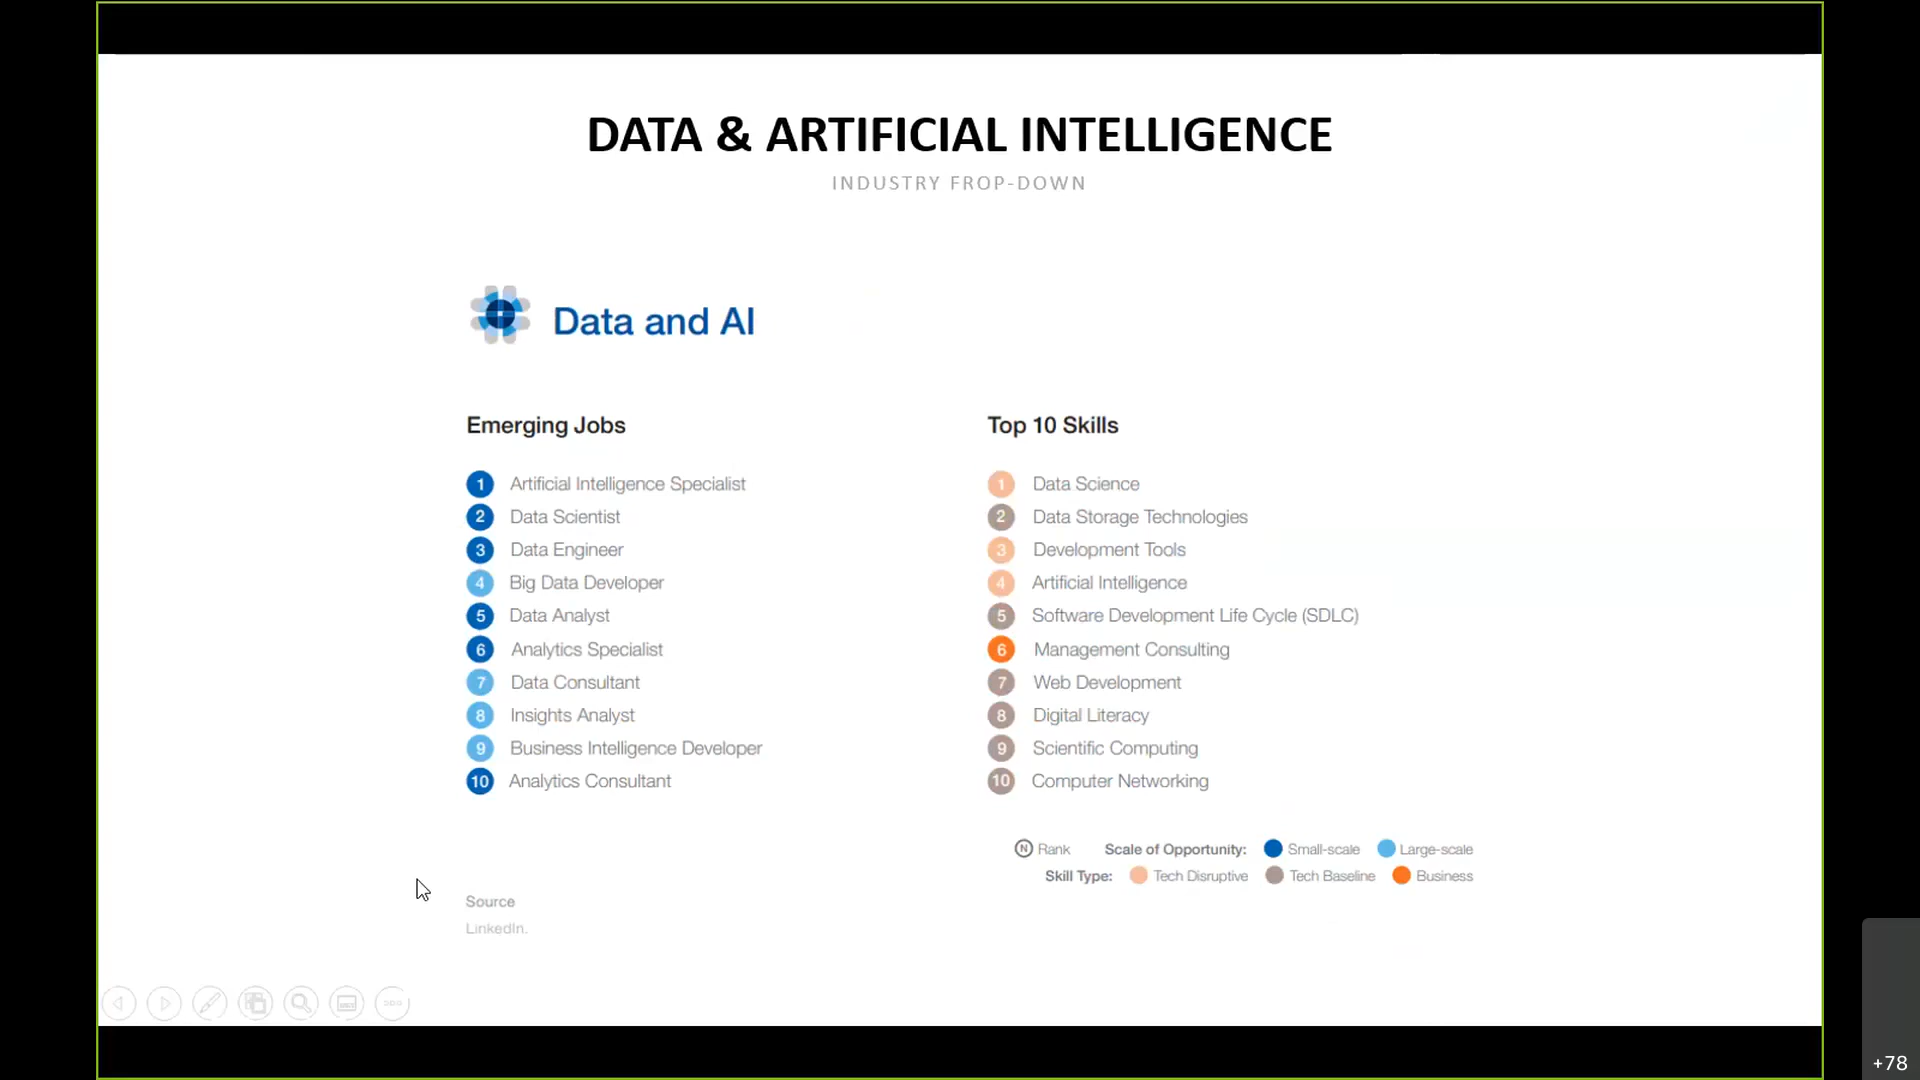 DATA & ARTIFICIAL INTELLIGENCE
INDUSTRY FROP-DOWN
Data and AI
Emerging Jobs
1 Artificial Intelligence Specialist
2 Data Scientist
3 Data Engineer
4 Big Data Developer
5 Data Analyst
6 Analytics Specialist
7 Data Consultant
8 Insights Analyst
9 Business Intelligence Developer
10 Analytics Consultant
Top 10 Skills
1 Data Science
2 Data Storage Technologies
3 Development Tools
4 Artificial Intelligence
5 Software Development Life Cycle (SDLC)
6 Management Consulting
7 Web Development
8 Digital Literacy
9 Scientific Computing
10 Computer Networking
N Rank Scale of Opportunity: Small-scale Large-scale
Skill Type: Tech Disruptive Tech Baseline Business
Source
LinkedIn.
+78